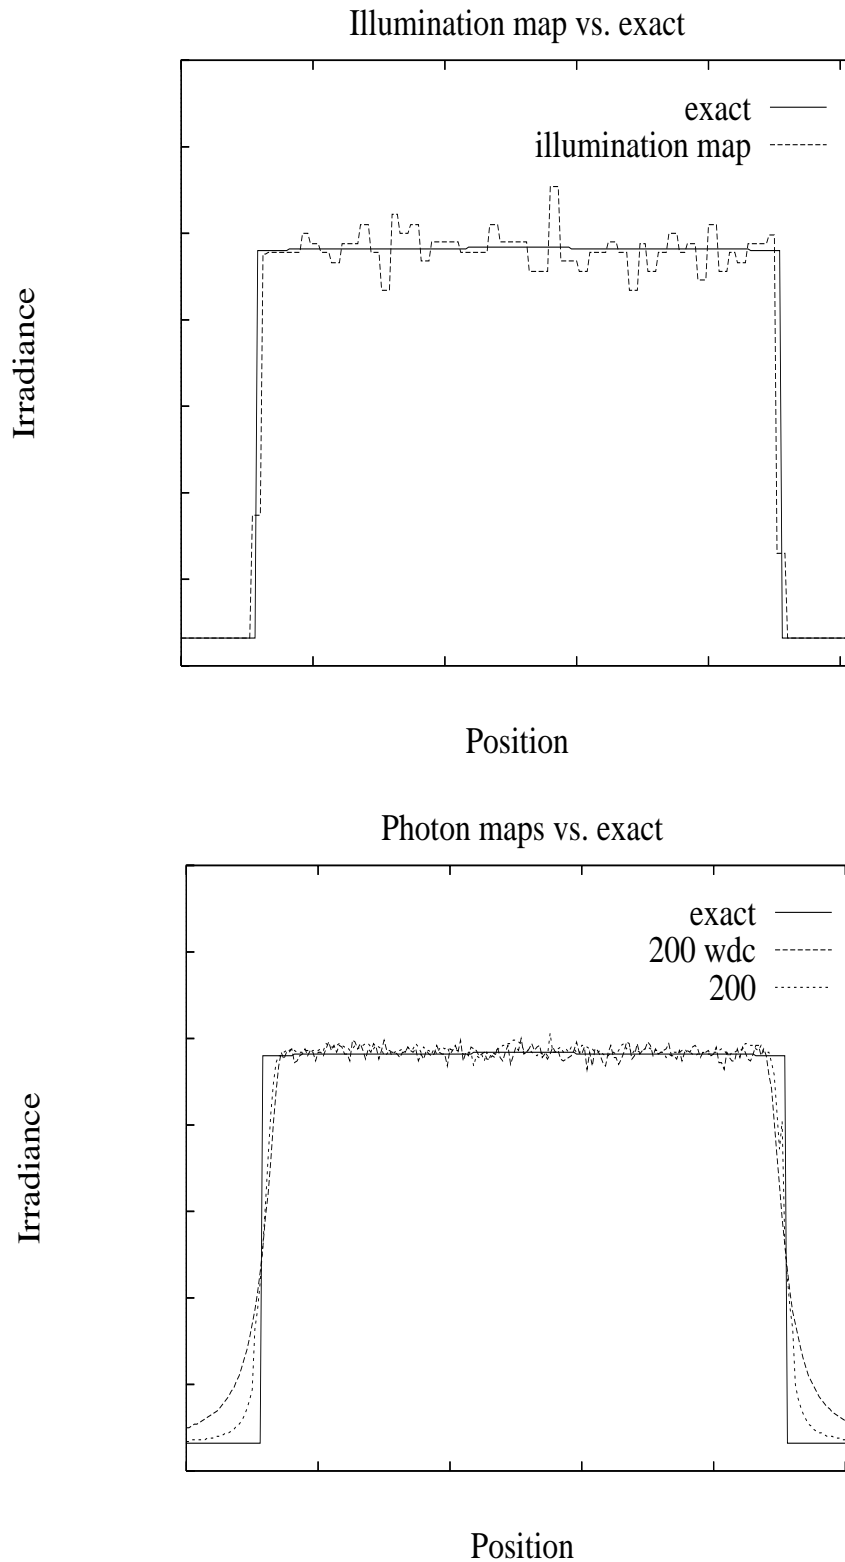 Illumination map vs. exact
exact
illumination map
Irradiance
Position
Photon maps vs. exact
exact
200 wdc
200
Irradiance
Position